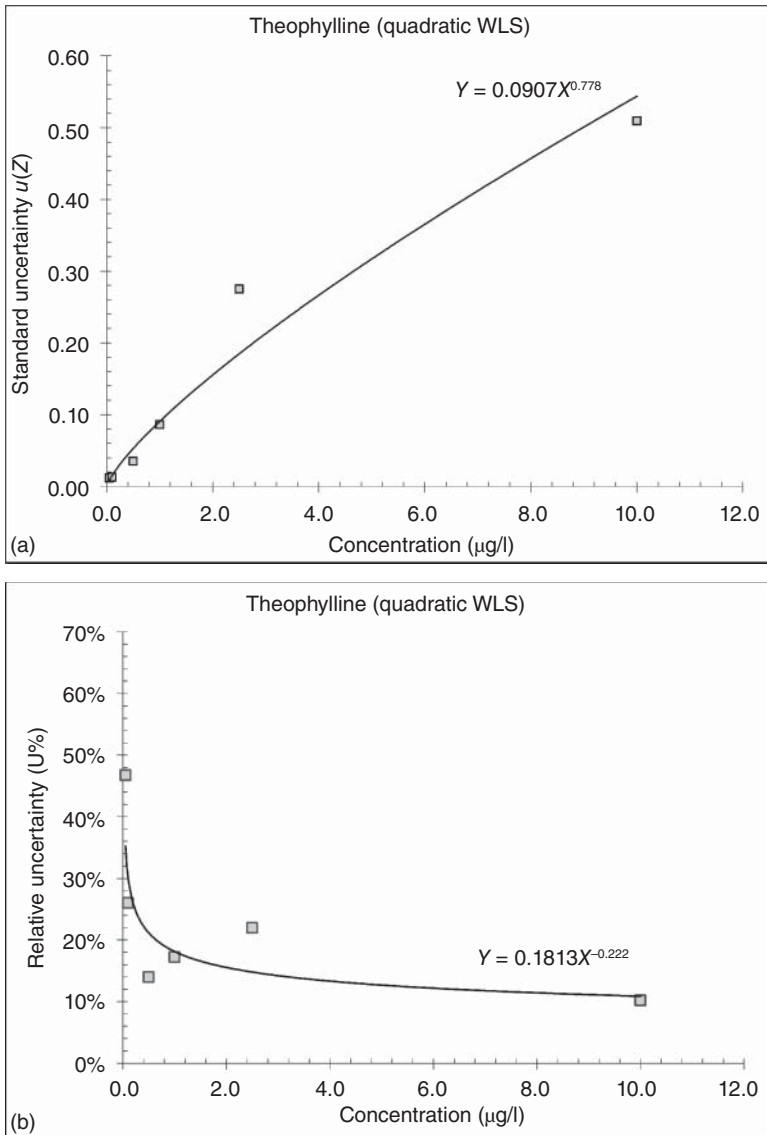 Theophylline (quadratic WLS)
0.60
Y = 0.0907X^0.778
0.50
0.40
Standard uncertainty u(Z)
0.30
0.20
0.10
0.00
0.0 2.0 4.0 6.0 8.0 10.0 12.0
(a)
Concentration (µg/l)
Theophylline (quadratic WLS)
70%
60%
50%
40%
Relative uncertainty (U%)
30%
20%
Y = 0.1813X^–0.222
10%
0%
0.0 2.0 4.0 6.0 8.0 10.0 12.0
(b)
Concentration (µg/l)